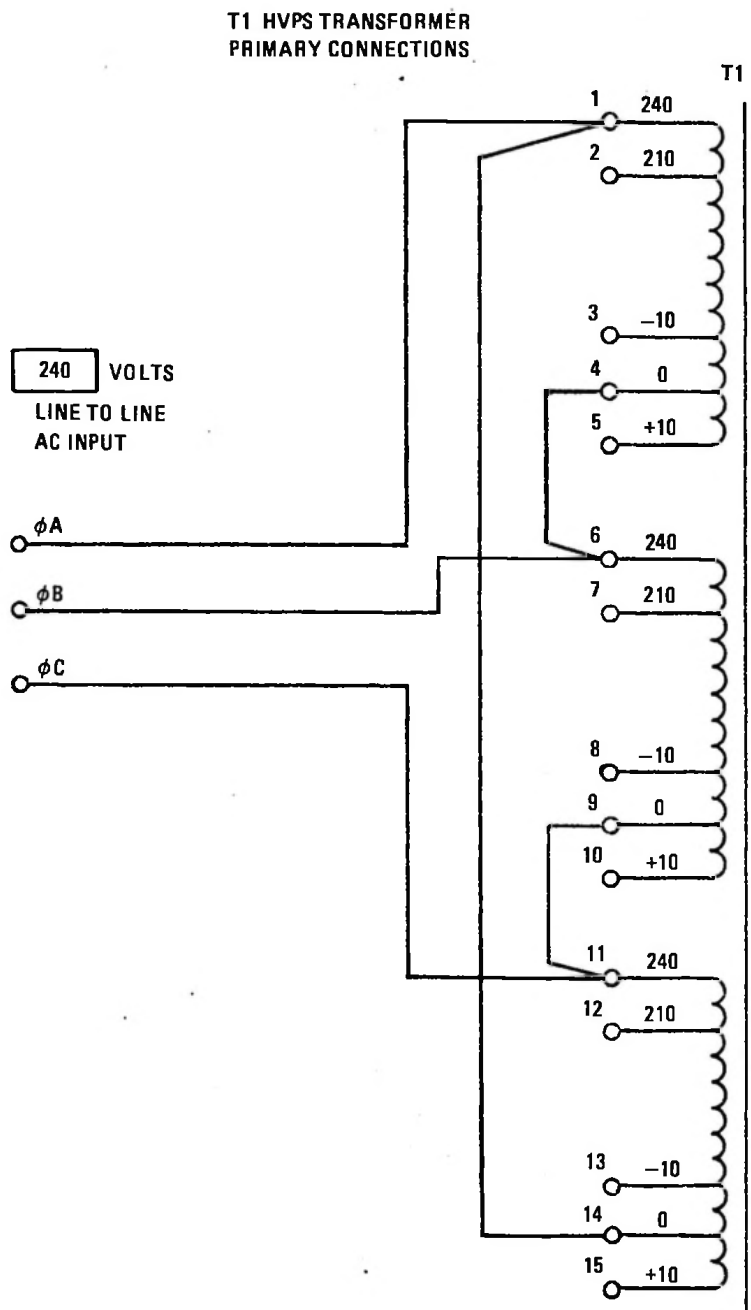 T1 HVPS TRANSFORMER
PRIMARY CONNECTIONS
T1
1 240
2 210
3 −10
4 0
5 +10
240 VOLTS
LINE TO LINE
AC INPUT
ϕA
6 240
ϕB
7 210
ϕC
8 −10
9 0
10 +10
11 240
12 210
13 −10
14 0
15 +10